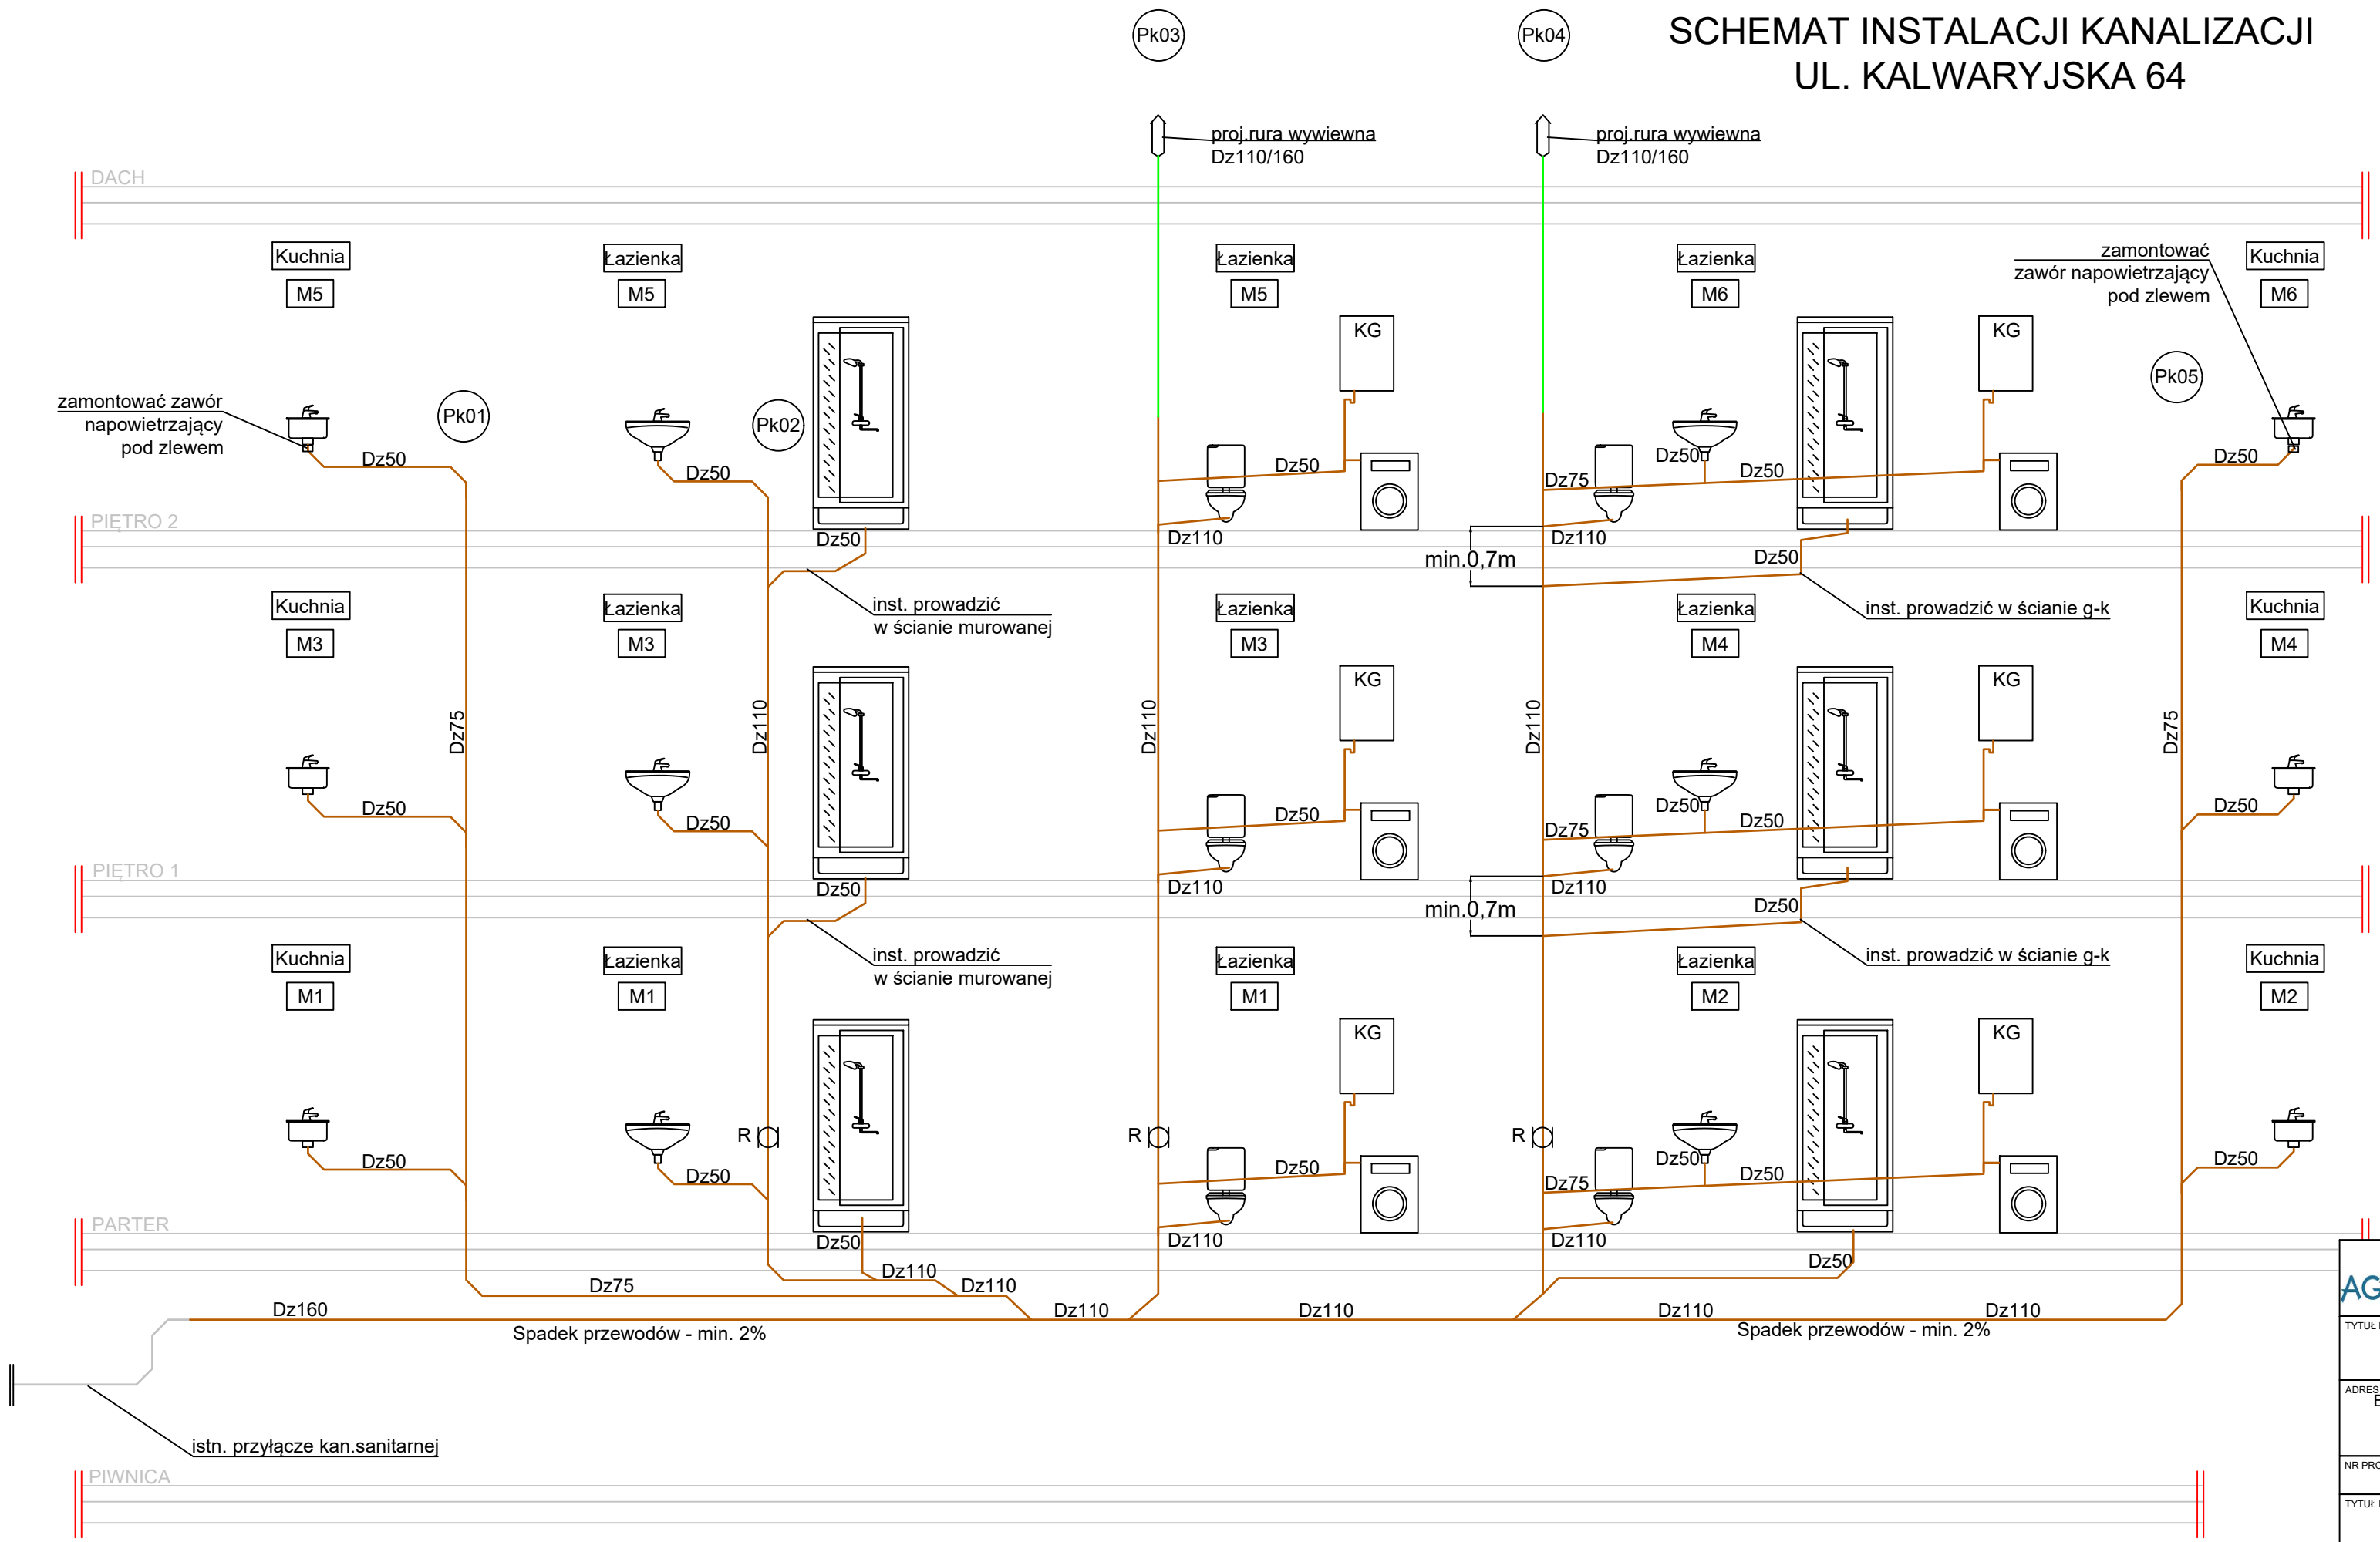 SCHEMAT INSTALACJI KANALIZACJI
UL. KALWARYJSKA 64
Pk03
Pk04
proj.rura wywiewna
Dz110/160
proj.rura wywiewna
Dz110/160
DACH
Kuchnia
M5
Łazienka
M5
Łazienka
M5
Łazienka
M6
zamontować
zawór napowietrzający
pod zlewem
Kuchnia
M6
KG
KG
zamontować zawór
napowietrzający
pod zlewem
Pk01
Pk02
Pk05
Dz50
Dz50
Dz50
Dz75
Dz50
Dz50
Dz50
PIĘTRO 2
Dz50
Dz110
min.0,7m
Dz110
Dz50
inst. prowadzić
w ścianie murowanej
inst. prowadzić w ścianie g-k
Kuchnia
M3
Łazienka
M3
Łazienka
M3
Łazienka
M4
Kuchnia
M4
KG
KG
Dz75
Dz110
Dz110
Dz110
Dz75
Dz50
Dz50
Dz50
Dz75
Dz50
Dz50
Dz50
PIĘTRO 1
Dz50
Dz110
min.0,7m
Dz110
Dz50
inst. prowadzić
w ścianie murowanej
inst. prowadzić w ścianie g-k
Kuchnia
M1
Łazienka
M1
Łazienka
M1
Łazienka
M2
Kuchnia
M2
KG
KG
R
R
R
Dz50
Dz50
Dz50
Dz75
Dz50
Dz50
Dz50
PARTER
Dz50
Dz110
Dz110
Dz50
Dz110
Dz75
Dz110
Dz160
Dz110
Dz110
Dz110
Dz110
Spadek przewodów - min. 2%
Spadek przewodów - min. 2%
istn. przyłącze kan.sanitarnej
PIWNICA
AG
TYTUŁ
ADRES
NR PRO
TYTUŁ